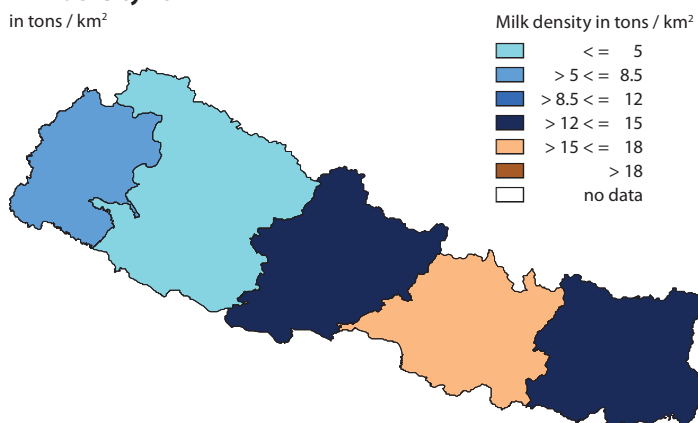 in tons / km²
Milk density in tons / km²
<= 5
> 5 <= 8.5
> 8.5 <= 12
> 12 <= 15
> 15 <= 18
> 18
no data